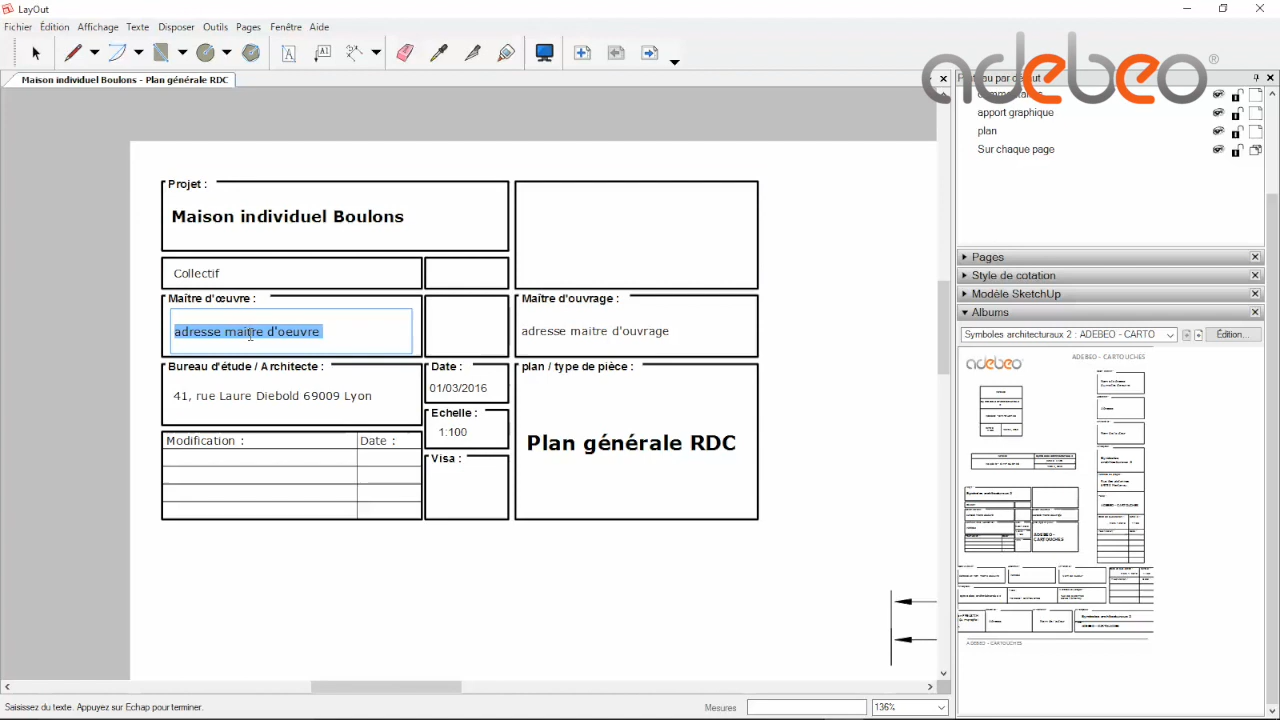 LayOut
Fichier Édition Affichage Texte Disposer Outils Pages Fenêtre Aide
adebeo ®
Maison individuel Boulons - Plan générale RDC
apport graphique
plan
Sur chaque page
Projet :
Maison individuel Boulons
Collectif
Maître d'œuvre :
adresse maitre d'oeuvre
Maître d'ouvrage :
adresse maitre d'ouvrage
Bureau d'étude / Architecte :
41, rue Laure Diebold 69009 Lyon
Date :
01/03/2016
plan / type de pièce :
Echelle :
1.100
Plan générale RDC
Modification : Date :
Visa :
Pages
Style de cotation
Modèle SketchUp
Albums
Symboles architecturaux 2 : ADEBEO - CARTO
Édition...
adebeo
ADEBEO - CARTOUCHES
ADEBEO - CARTOUCHES
ADEBEO - CARTOUCHES
Saisissez du texte. Appuyez sur Echap pour terminer.
Mesures
136%